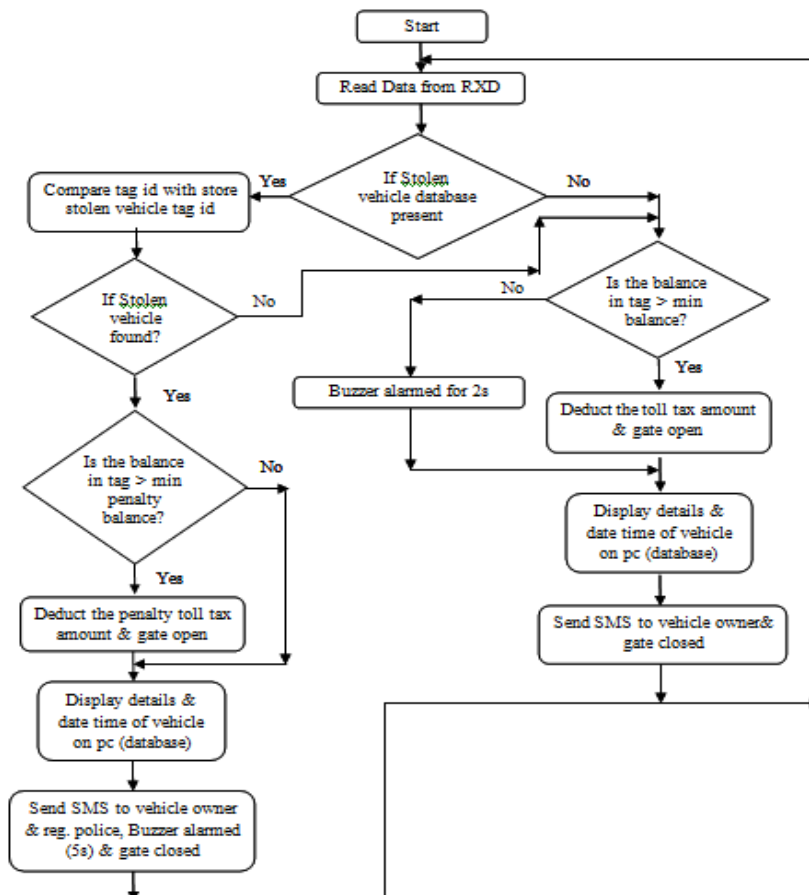 Start
Read Data from RXD
If Stolen
vehicle database
present
Yes
No
Compare tag id with store
stolen vehicle tag id
If Stolen
vehicle
found?
No
Yes
Is the balance
in tag > min
balance?
No
Yes
Buzzer alarmed for 2s
Deduct the toll tax amount
& gate open
Is the balance
in tag > min
penalty
balance?
No
Yes
Display details &
date time of vehicle
on pc (database)
Deduct the penalty toll tax
amount & gate open
Send SMS to vehicle owner&
gate closed
Display details &
date time of vehicle
on pc (database)
Send SMS to vehicle owner
& reg. police, Buzzer alarmed
(5s) & gate closed